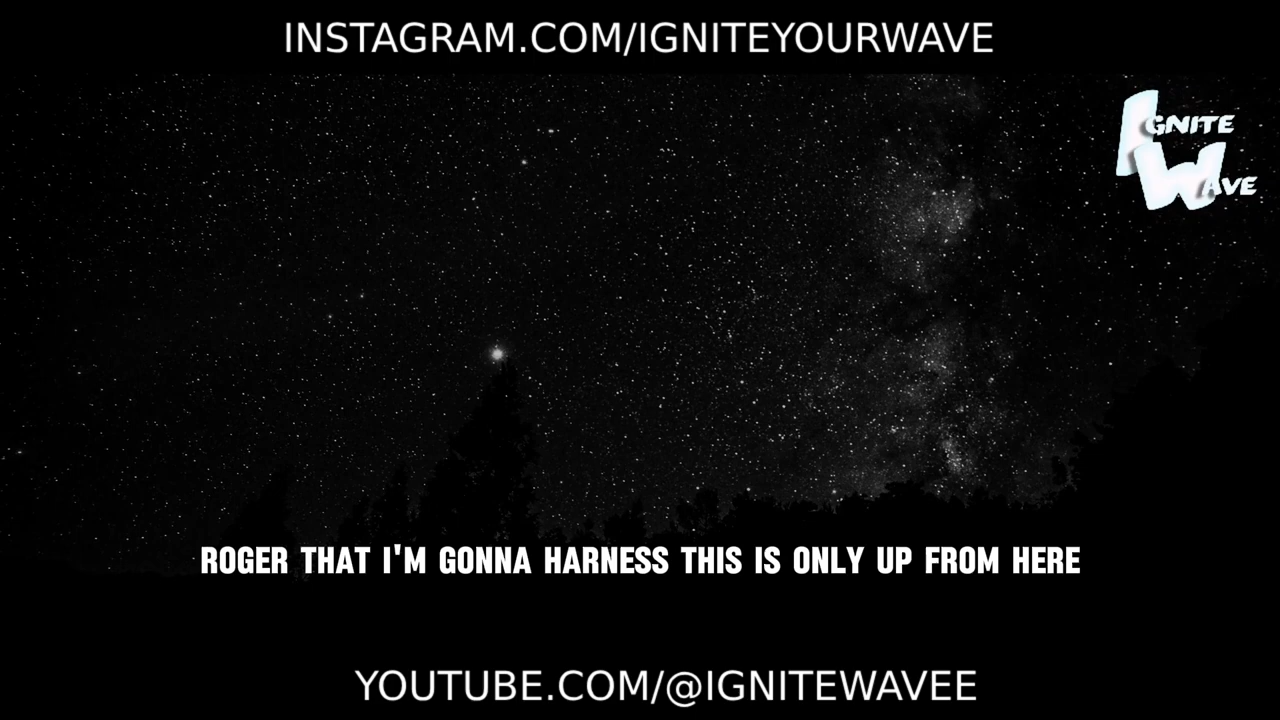 INSTAGRAM.COM/IGNITEYOURWAVE
IGNITE
WAVE
ROGER THAT I'M GONNA HARNESS THIS IS ONLY UP FROM HERE
YOUTUBE.COM/@IGNITEWAVEE